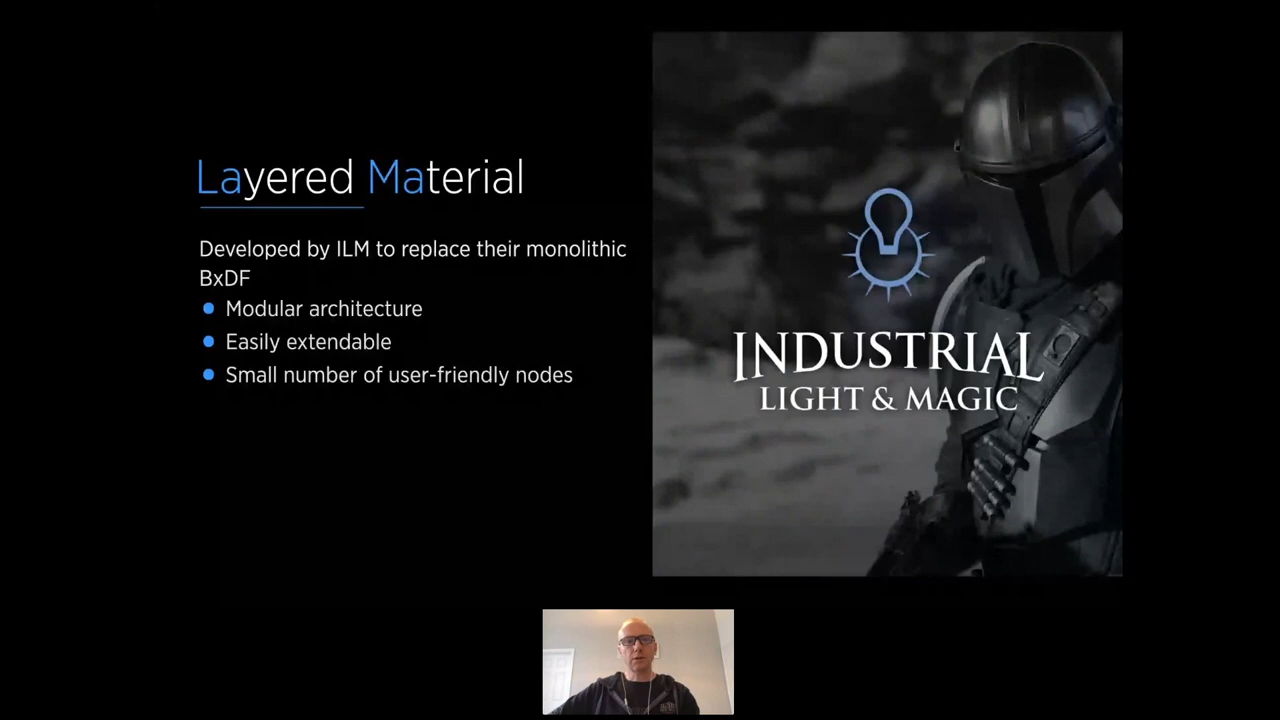 Layered Material
Developed by ILM to replace their monolithic
BxDF
Modular architecture
Easily extendable
Small number of user-friendly nodes
INDUSTRIAL
LIGHT & MAGIC